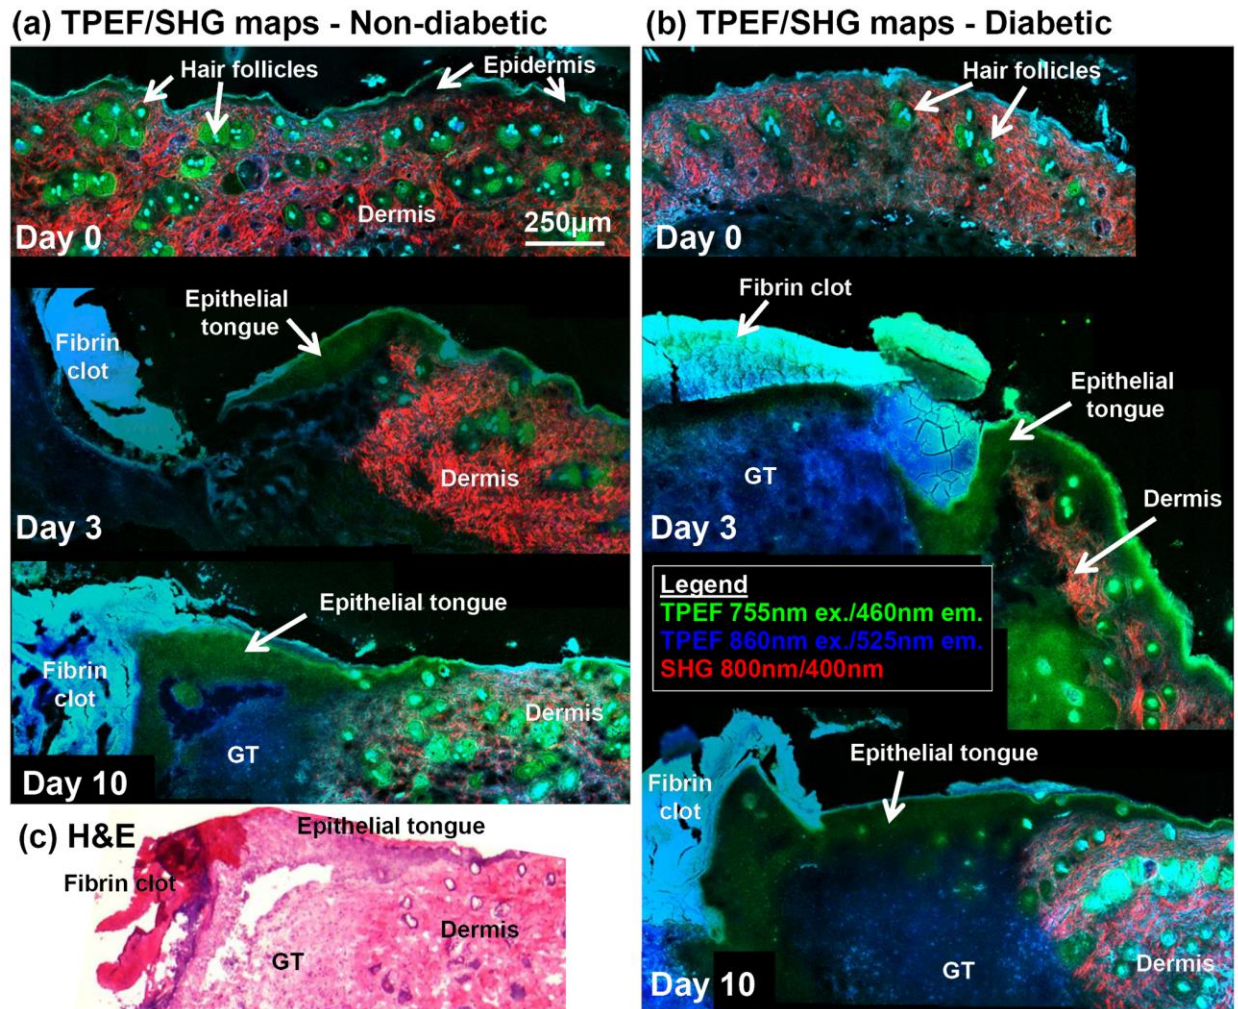 (a) TPEF/SHG maps - Non-diabetic
Hair follicles
Epidermis
Dermis
250µm
Day 0
Epithelial
tongue
Fibrin
clot
Dermis
Day 3
Epithelial tongue
Fibrin
clot
Dermis
GT
Day 10
(c) H&E
Epithelial tongue
Fibrin clot
Dermis
GT
(b) TPEF/SHG maps - Diabetic
Hair follicles
Day 0
Fibrin clot
Epithelial
tongue
GT
Dermis
Day 3
Legend
TPEF 755nm ex./460nm em.
TPEF 860nm ex./525nm em.
SHG 800nm/400nm
Epithelial tongue
Fibrin
clot
GT
Dermis
Day 10